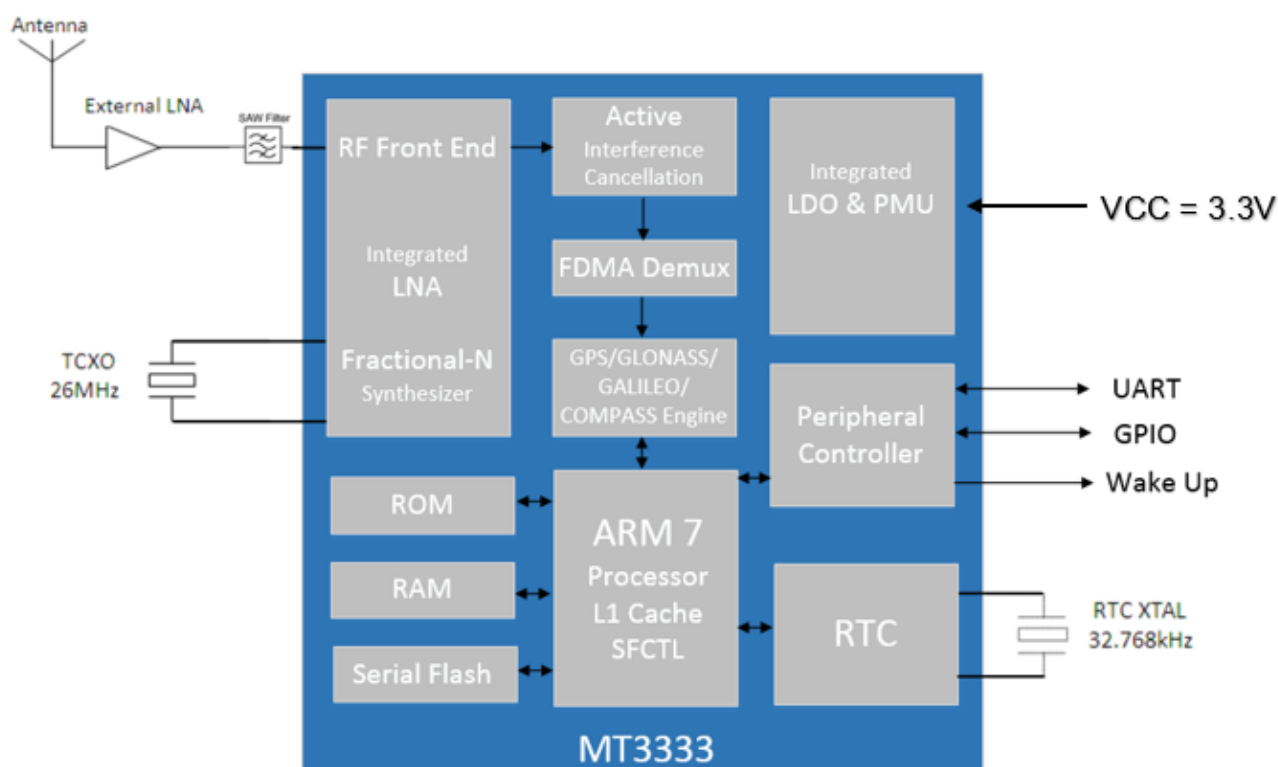 Antenna
External LNA
SAW Filter
RF Front End
Integrated
LNA
Fractional-N
Synthesizer
TCXO
26MHz
Active
Interference
Cancellation
FDMA Demux
GPS/GLONASS/
GALILEO/
COMPASS Engine
Integrated
LDO & PMU
VCC = 3.3V
Peripheral
Controller
UART
GPIO
Wake Up
ROM
RAM
Serial Flash
ARM 7
Processor
L1 Cache
SFCTL
RTC
RTC XTAL
32.768kHz
MT3333